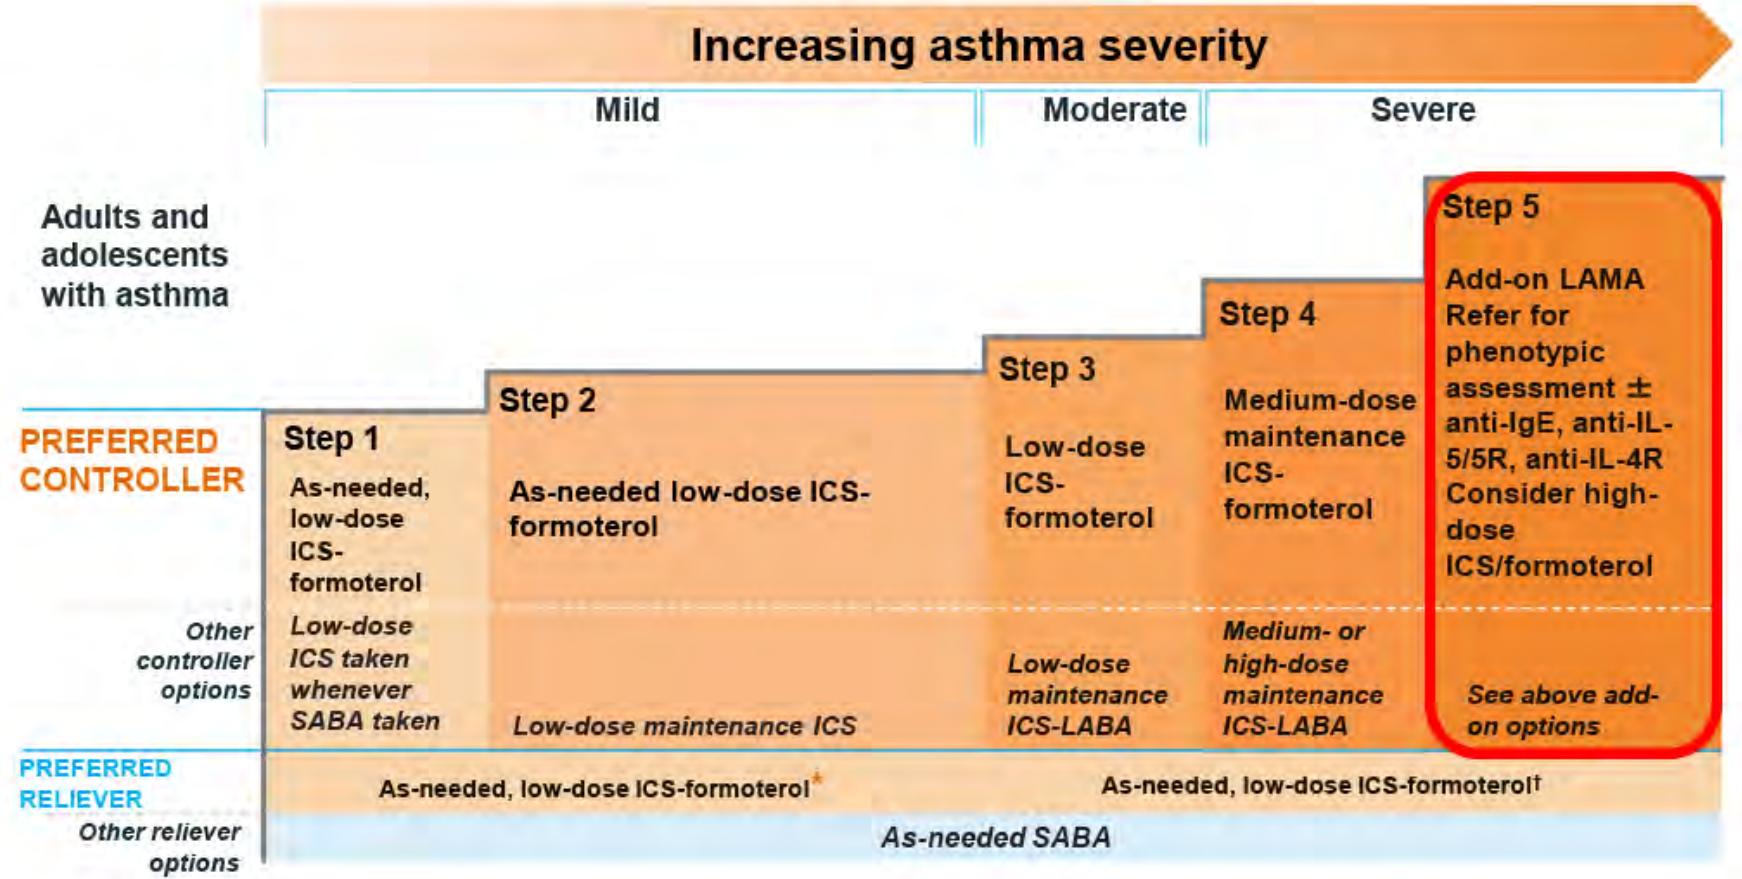 Increasing asthma severity
Mild
Moderate
Severe
Adults and
adolescents
with asthma
PREFERRED
CONTROLLER
Step 1
As-needed,
low-dose
ICS-
formoterol
Step 2
As-needed low-dose ICS-
formoterol
Step 3
Low-dose
ICS-
formoterol
Step 4
Medium-dose
maintenance
ICS-
formoterol
Step 5
Add-on LAMA
Refer for
phenotypic
assessment ±
anti-IgE, anti-IL-
5/5R, anti-IL-4R
Consider high-
dose
ICS/formoterol
Other
controller
options
Low-dose
ICS taken
whenever
SABA taken
Low-dose maintenance ICS
Low-dose
maintenance
ICS-LABA
Medium- or
high-dose
maintenance
ICS-LABA
See above add-
on options
PREFERRED
RELIEVER
As-needed, low-dose ICS-formoterol*
As-needed, low-dose ICS-formoterol†
Other reliever
options
As-needed SABA